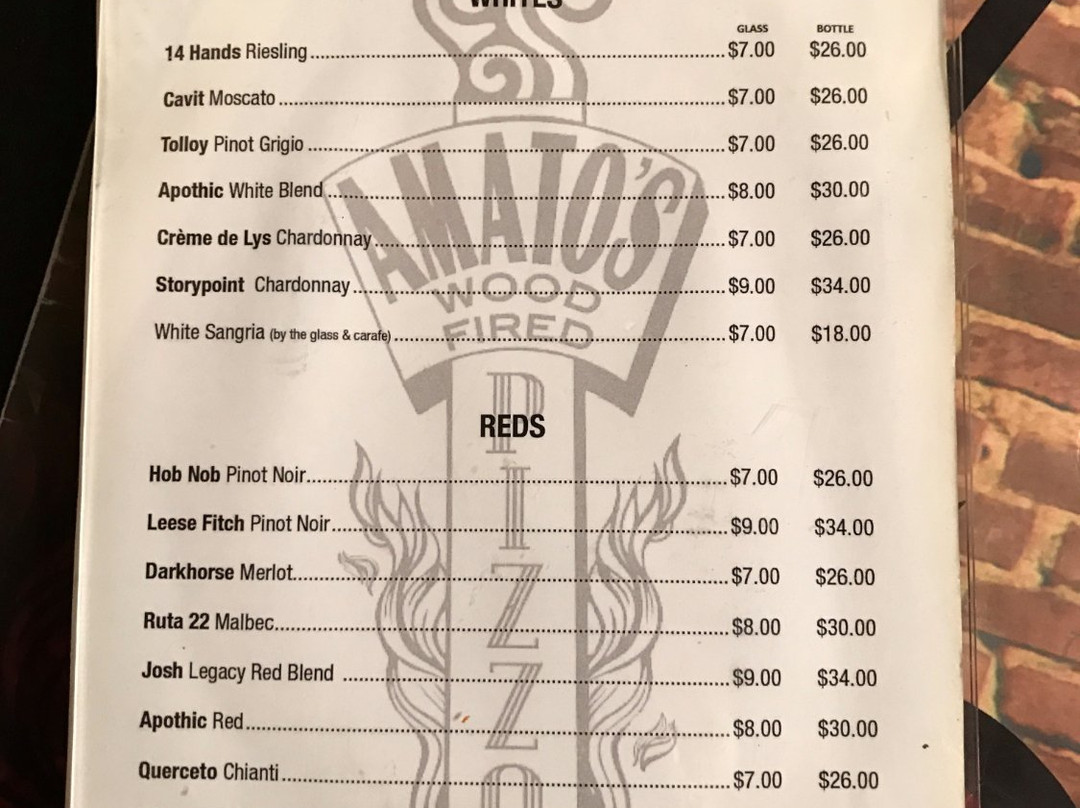 WHITES
GLASS BOTTLE
14 Hands Riesling $7.00 $26.00
Cavit Moscato $7.00 $26.00
Tolloy Pinot Grigio $7.00 $26.00
Apothic White Blend $8.00 $30.00
Crème de Lys Chardonnay $7.00 $26.00
Storypoint Chardonnay $9.00 $34.00
White Sangria (by the glass & carafe) $7.00 $18.00
AMATO'S
WOOD
FIRED
PIZZO
REDS
Hob Nob Pinot Noir $7.00 $26.00
Leese Fitch Pinot Noir $9.00 $34.00
Darkhorse Merlot $7.00 $26.00
Ruta 22 Malbec $8.00 $30.00
Josh Legacy Red Blend $9.00 $34.00
Apothic Red $8.00 $30.00
Querceto Chianti $7.00 $26.00